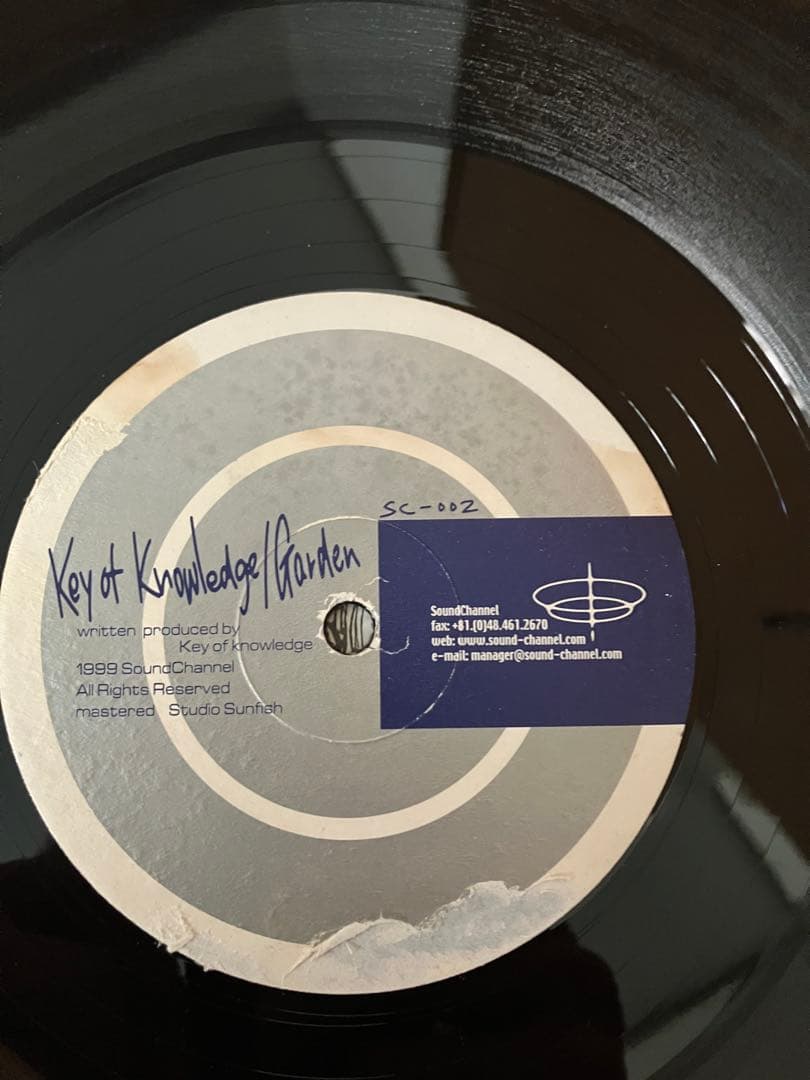 SC-002
Key of Knowledge/Garden
written produced by
Key of knowledge
1999 SoundChannel
All Rights Reserved
mastered Studio Sunfish
SoundChannel
fax: +81.(0)48.461.2670
web: www.sound-channel.com
e-mail: manager@sound-channel.com